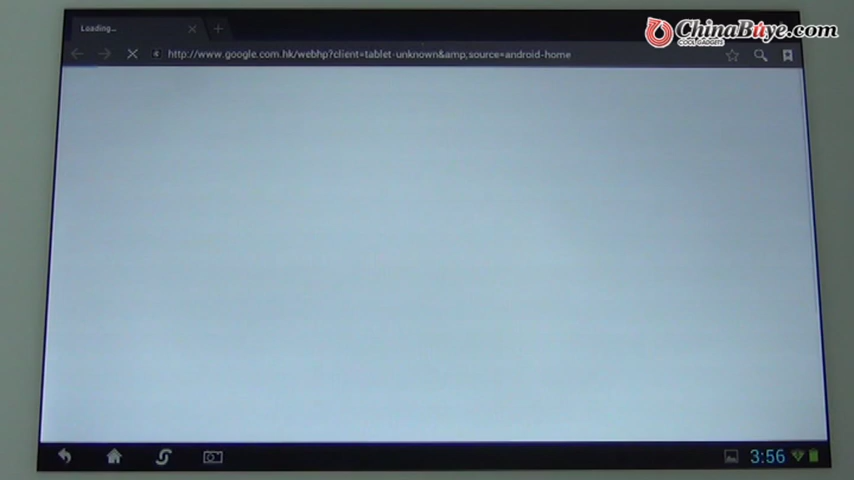 ChinaBuye.com
COOL GADGETS
Loading...
http://www.google.com.hk/webhp?client=tablet-unknown&amp;source=android-home
3:56